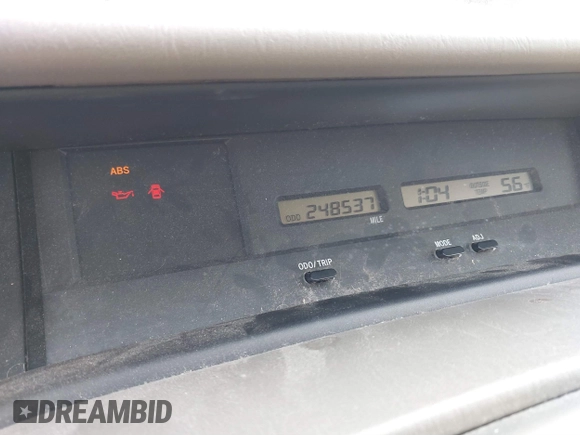 ABS
ODO 248537
MILE
1:04 56
ODO/TRIP
MODE ADJ
DREAMBID